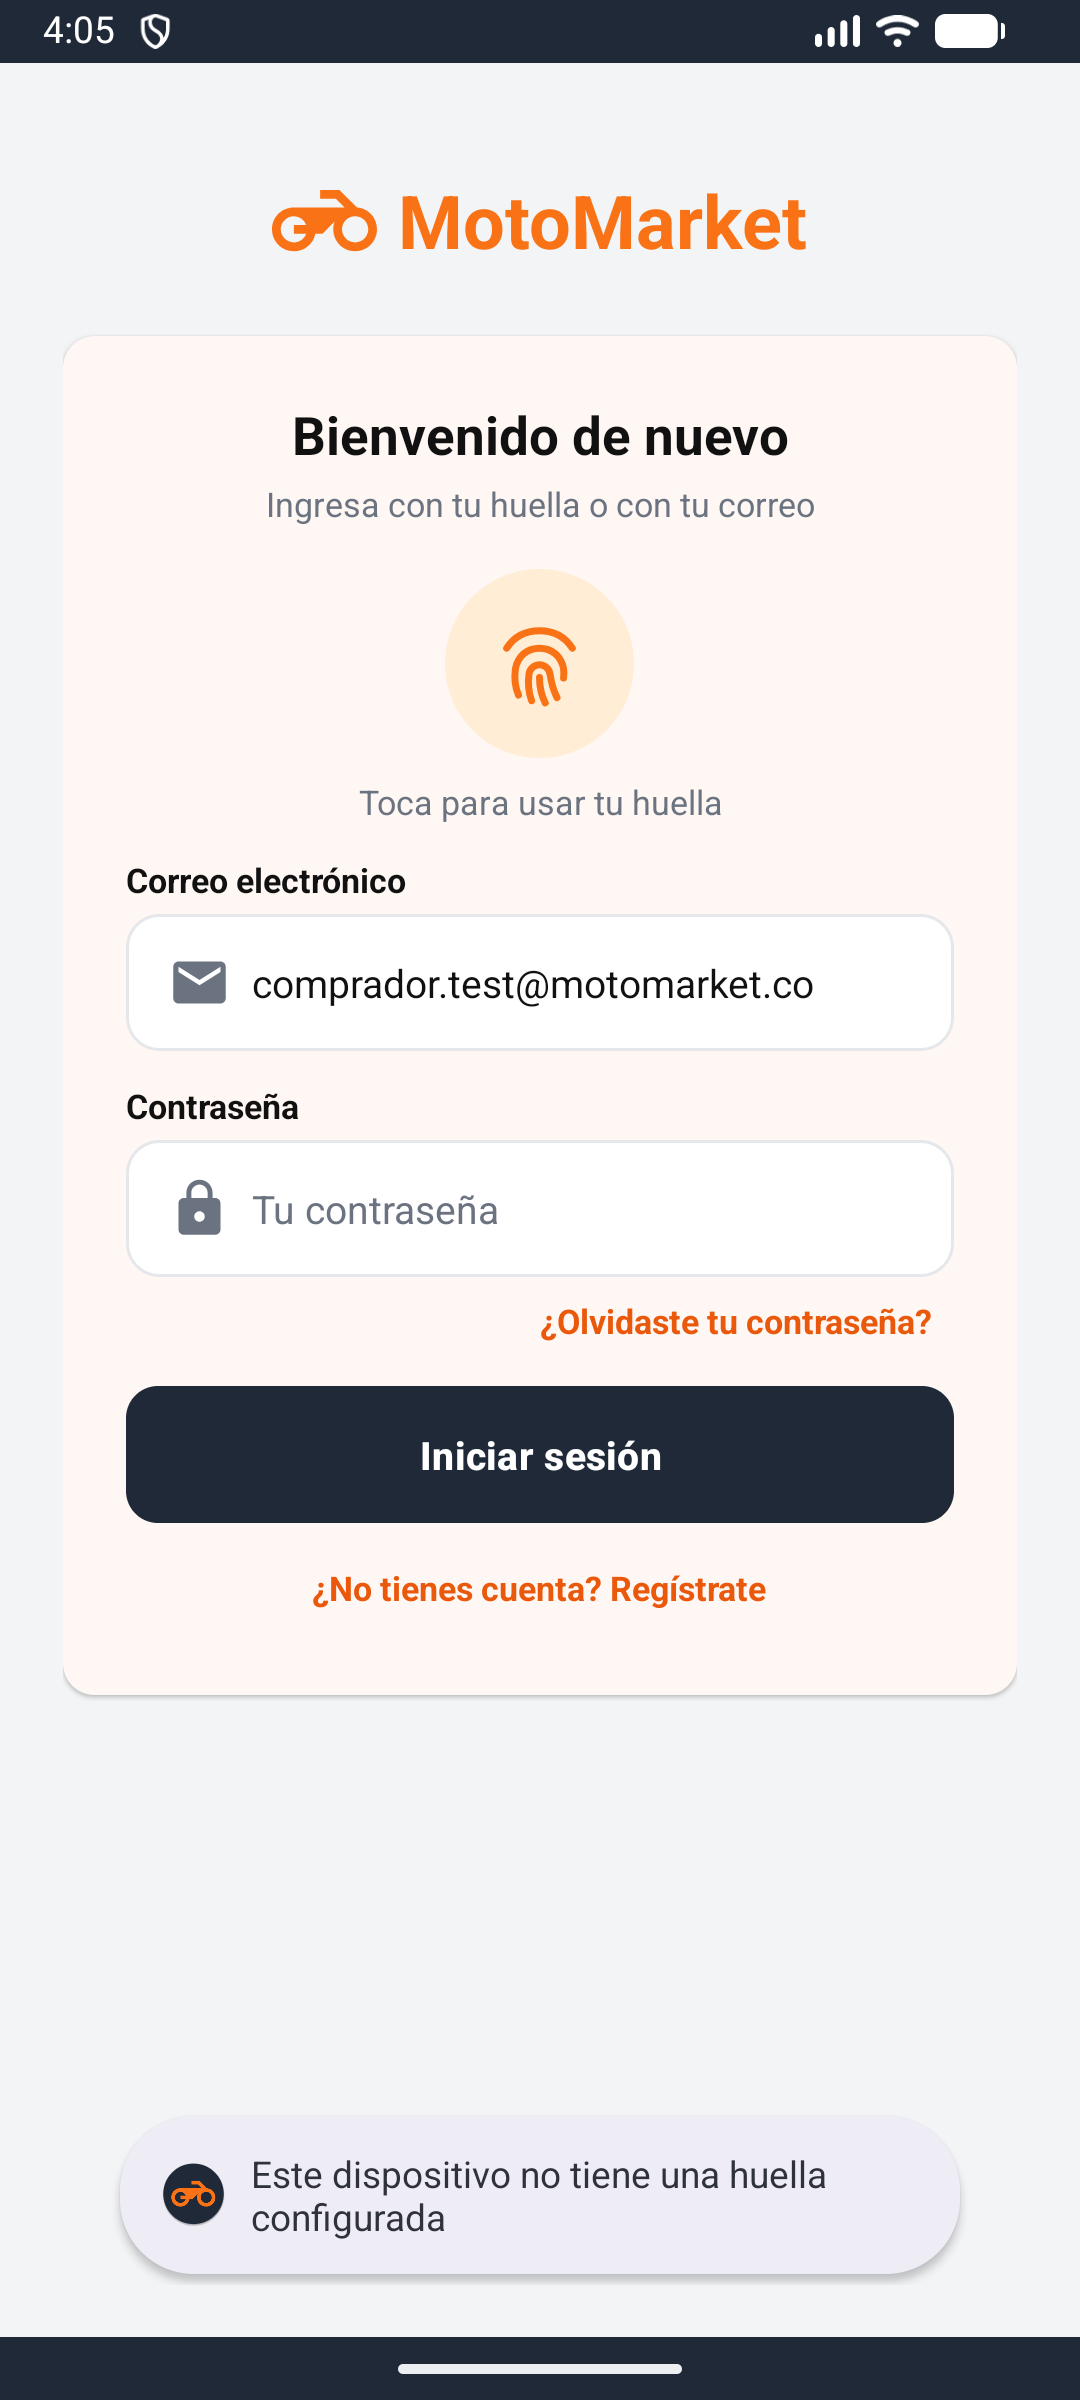 4:05
MotoMarket
Bienvenido de nuevo
Ingresa con tu huella o con tu correo
Toca para usar tu huella
Correo electrónico
comprador.test@motomarket.co
Contraseña
Tu contraseña
¿Olvidaste tu contraseña?
Iniciar sesión
¿No tienes cuenta? Regístrate
Este dispositivo no tiene una huella
configurada